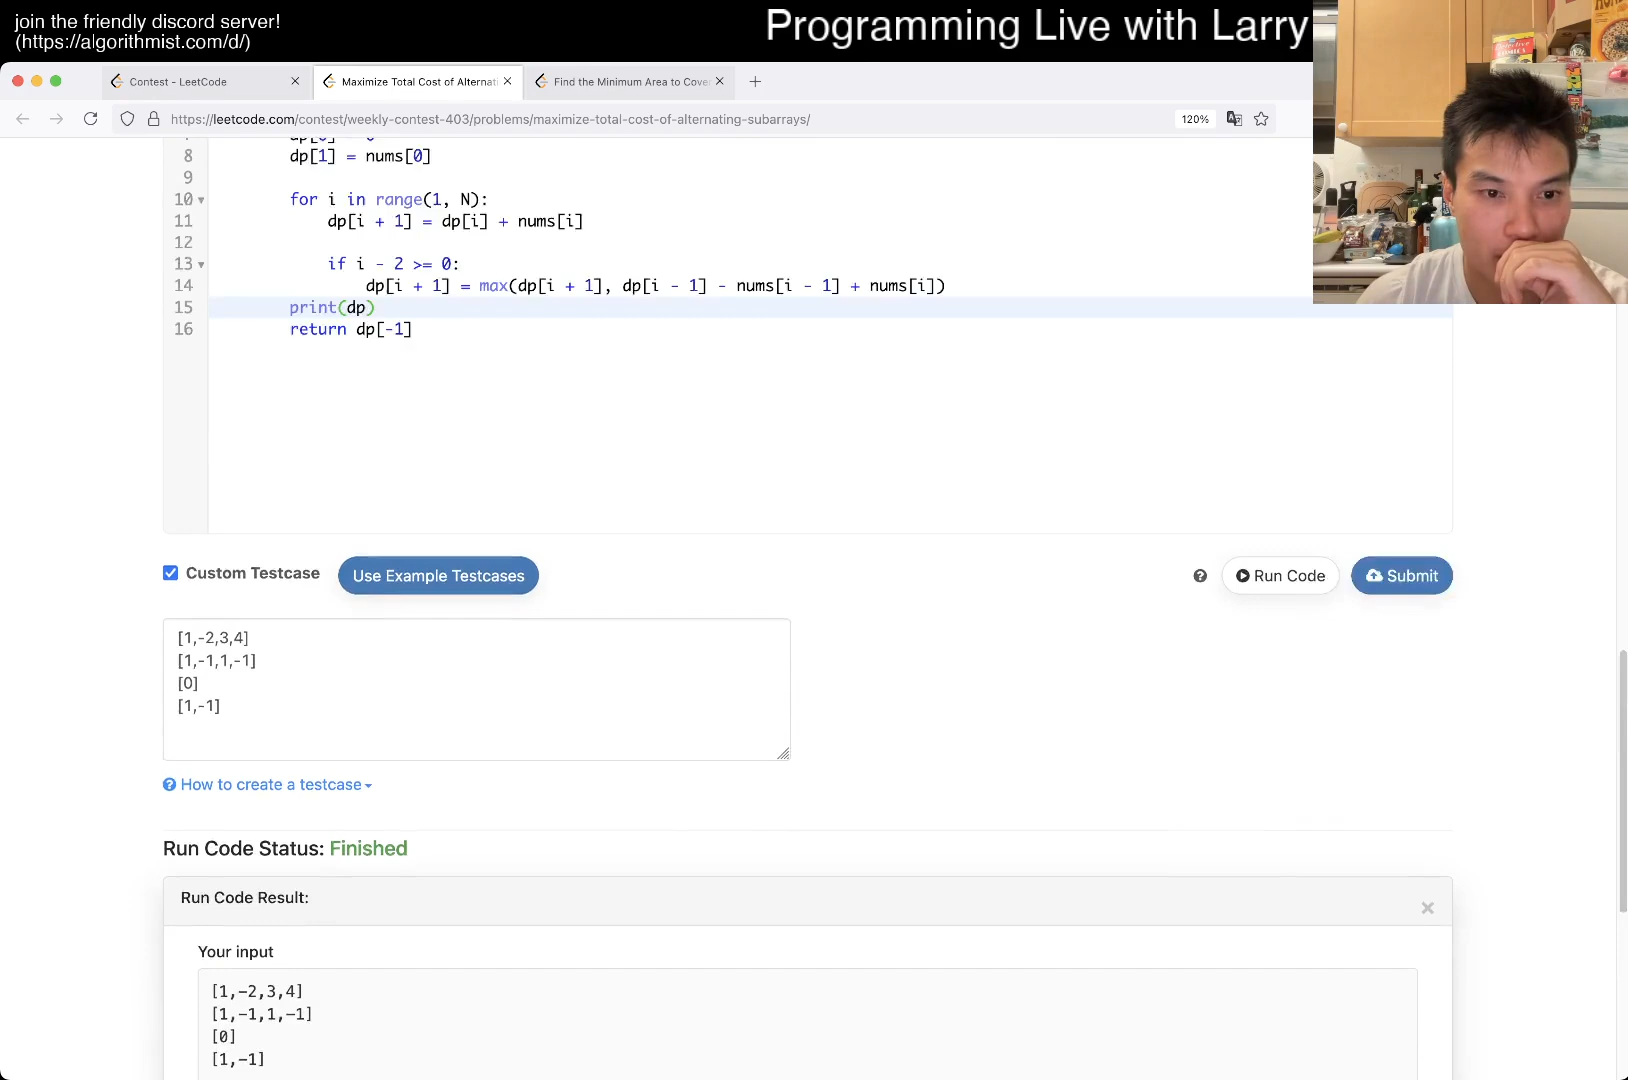 join the friendly discord server!
(https://algorithmist.com/d/)
Programming Live with Larry
Contest - LeetCode
Maximize Total Cost of Alternati
Find the Minimum Area to Cover
https://leetcode.com/contest/weekly-contest-403/problems/maximize-total-cost-of-alternating-subarrays/
120%
8 dp[1] = nums[0]
9
10 for i in range(1, N):
11 dp[i + 1] = dp[i] + nums[i]
12
13 if i - 2 >= 0:
14 dp[i + 1] = max(dp[i + 1], dp[i - 1] - nums[i - 1] + nums[i])
15 print(dp)
16 return dp[-1]
Custom Testcase
Use Example Testcases
Run Code
Submit
[1,-2,3,4]
[1,-1,1,-1]
[0]
[1,-1]
How to create a testcase
Run Code Status: Finished
Run Code Result:
Your input
[1,-2,3,4]
[1,-1,1,-1]
[0]
[1,-1]